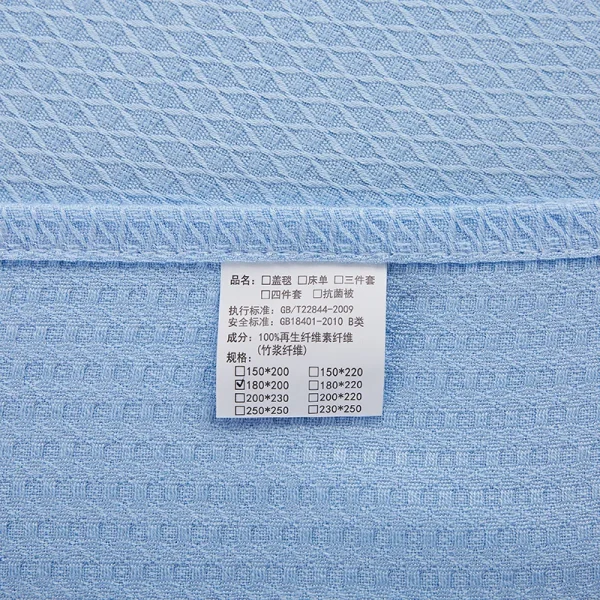 品名：□盖毯 □床单 □三件套
□四件套 □抗菌被
执行标准：GB/T22844-2009
安全标准：GB18401-2010 B类
成分：100%再生纤维素纤维
(竹浆纤维)
规格：
□150*200 □150*220
☑180*200 □180*220
□200*230 □200*220
□250*250 □230*250